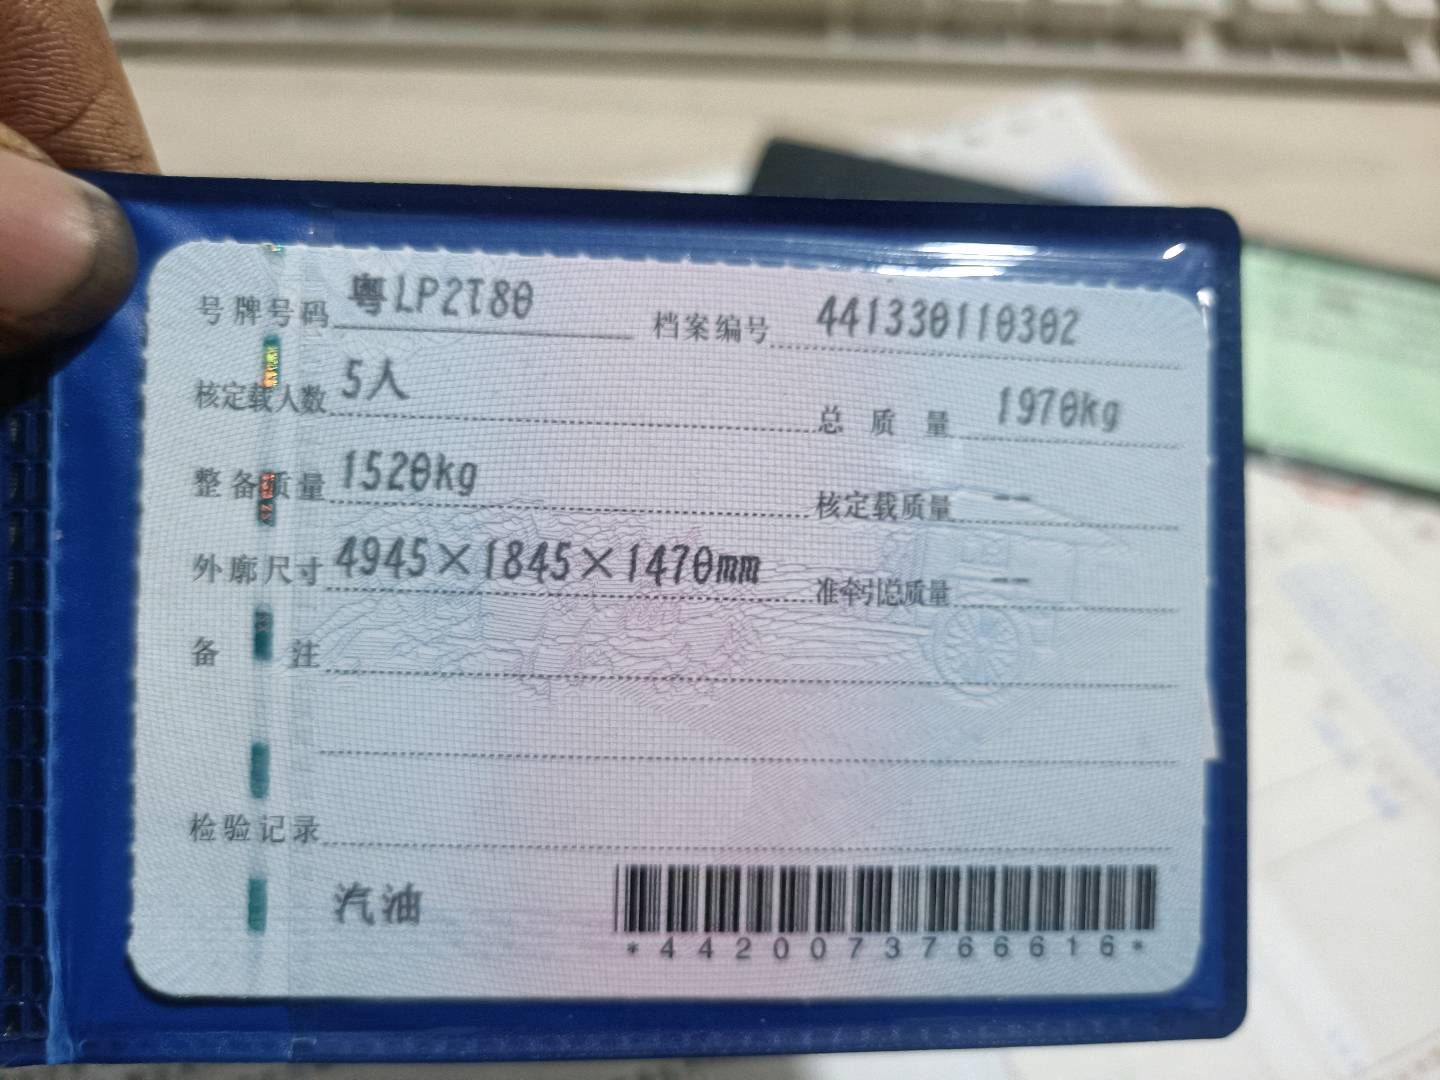 号牌号码 粤LP2T80 档案编号 441330110302
核定载人数 5人 总质量 1970kg
整备质量 1520kg 核定载质量 --
外廓尺寸 4945×1845×1470mm 准牵引总质量 --
备注
检验记录
汽油
*4420073766616*